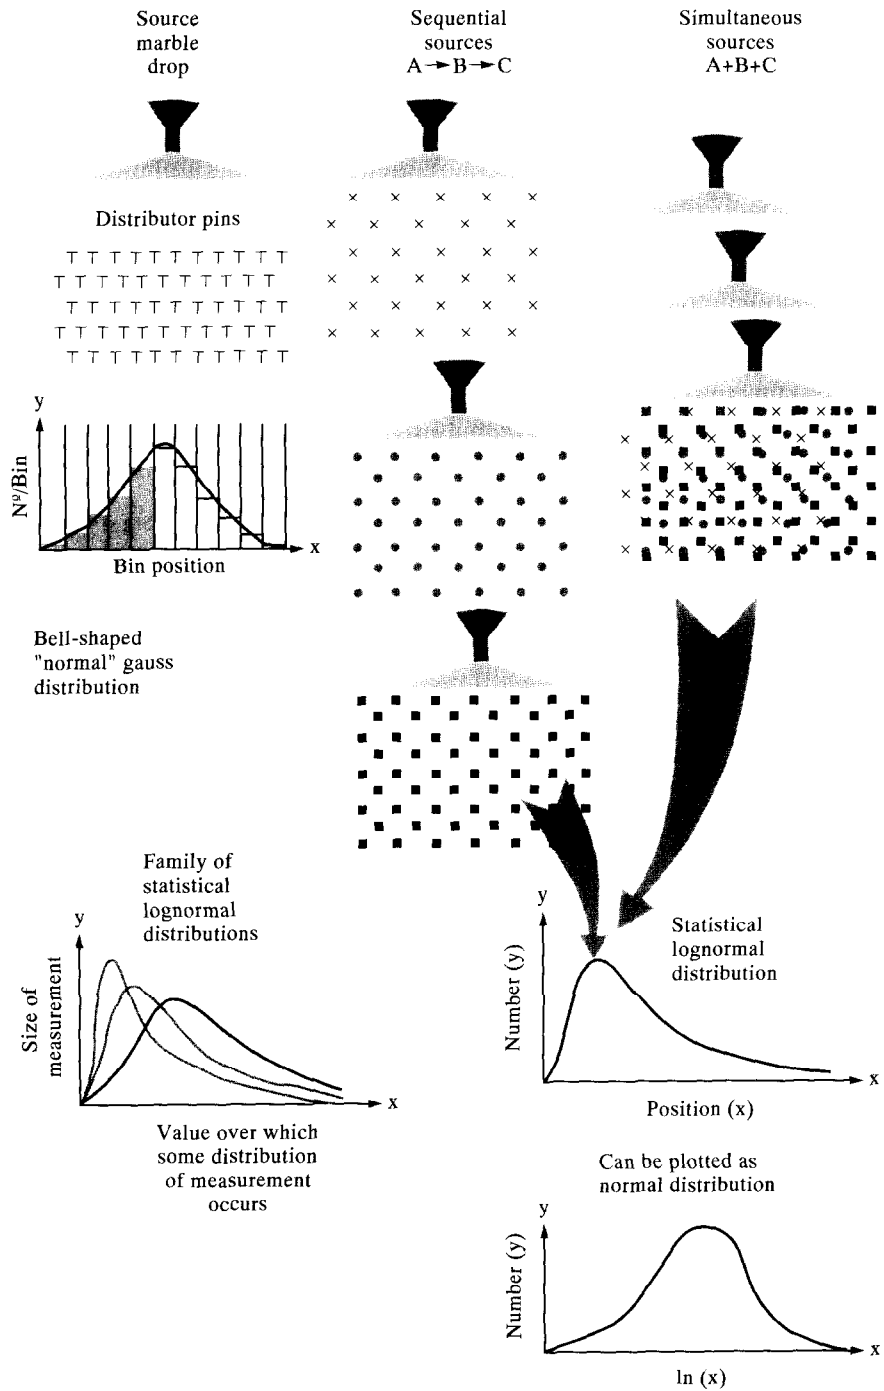 Source
marble
drop
Sequential
sources
A→B→C
Simultaneous
sources
A+B+C
Distributor pins
y
Nº/Bin
x
Bin position
Bell-shaped
"normal" gauss
distribution
Family of
statistical
lognormal
distributions
y
Size of
measurement
x
Value over which
some distribution
of measurement
occurs
y
Number (y)
Statistical
lognormal
distribution
x
Position (x)
Can be plotted as
normal distribution
y
Number (y)
x
ln (x)